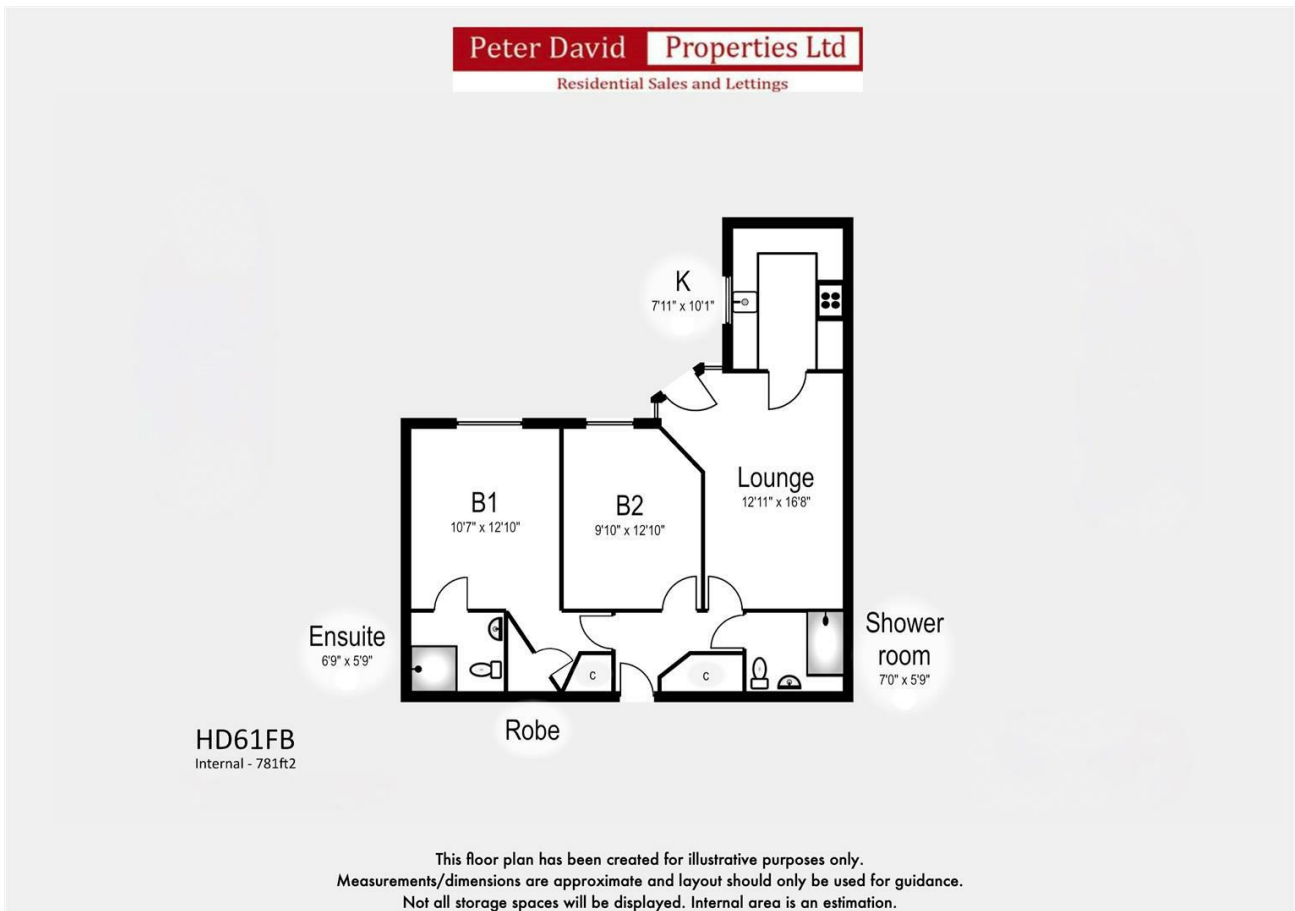 Peter David Properties Ltd
Residential Sales and Lettings
K
7'11" x 10'1"
Lounge
12'11" x 16'8"
B1
10'7" x 12'10"
B2
9'10" x 12'10"
Ensuite
6'9" x 5'9"
Shower
room
7'0" x 5'9"
C
C
Robe
HD61FB
Internal - 781ft2
This floor plan has been created for illustrative purposes only.
Measurements/dimensions are approximate and layout should only be used for guidance.
Not all storage spaces will be displayed. Internal area is an estimation.